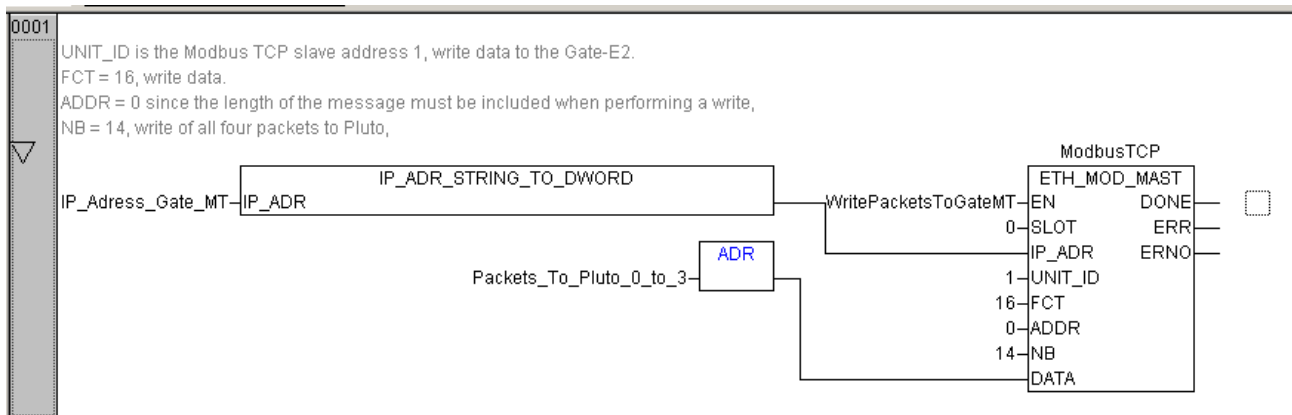 0001
UNIT_ID is the Modbus TCP slave address 1, write data to the Gate-E2.
FCT = 16, write data.
ADDR = 0 since the length of the message must be included when performing a write,
NB = 14, write of all four packets to Pluto,
ModbusTCP
IP_ADR_STRING_TO_DWORD
ETH_MOD_MAST
IP_Adress_Gate_MT IP_ADR
WritePacketsToGateMT EN DONE
0 SLOT ERR
IP_ADR ERNO
ADR
Packets_To_Pluto_0_to_3
1 UNIT_ID
16 FCT
0 ADDR
14 NB
DATA